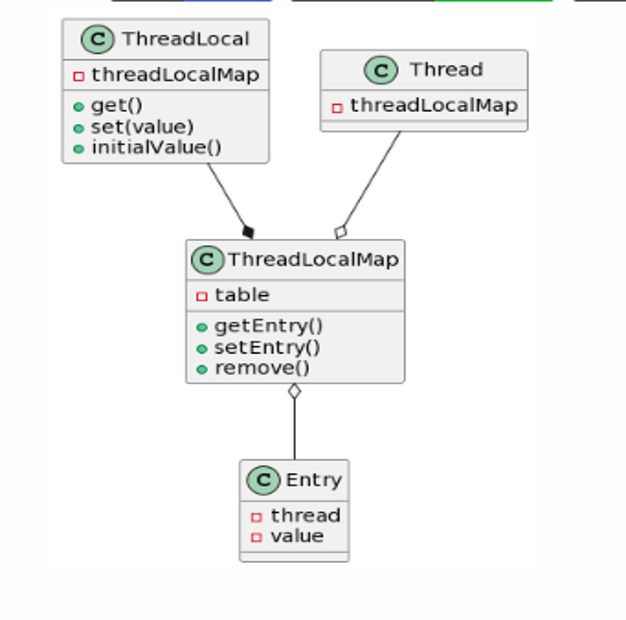 C ThreadLocal
threadLocalMap
get()
set(value)
initialValue()
C Thread
threadLocalMap
C ThreadLocalMap
table
getEntry()
setEntry()
remove()
C Entry
thread
value